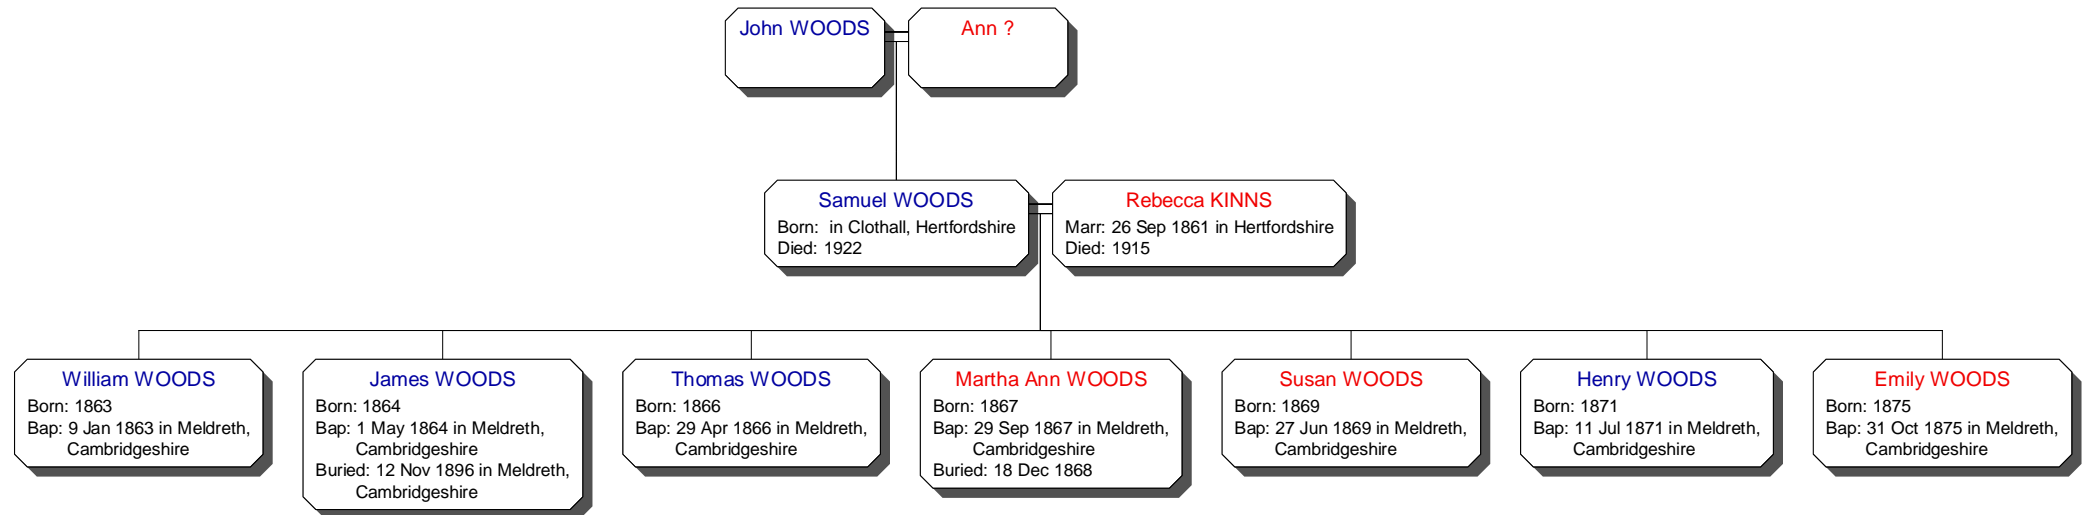 John WOODS
Ann ?
Samuel WOODS
Born:  in Clothall, Hertfordshire
Died: 1922
Rebecca KINNS
Marr: 26 Sep 1861 in Hertfordshire
Died: 1915
William WOODS
Born: 1863
Bap: 9 Jan 1863 in Meldreth,
Cambridgeshire
James WOODS
Born: 1864
Bap: 1 May 1864 in Meldreth,
Cambridgeshire
Buried: 12 Nov 1896 in Meldreth,
Cambridgeshire
Thomas WOODS
Born: 1866
Bap: 29 Apr 1866 in Meldreth,
Cambridgeshire
Martha Ann WOODS
Born: 1867
Bap: 29 Sep 1867 in Meldreth,
Cambridgeshire
Buried: 18 Dec 1868
Susan WOODS
Born: 1869
Bap: 27 Jun 1869 in Meldreth,
Cambridgeshire
Henry WOODS
Born: 1871
Bap: 11 Jul 1871 in Meldreth,
Cambridgeshire
Emily WOODS
Born: 1875
Bap: 31 Oct 1875 in Meldreth,
Cambridgeshire